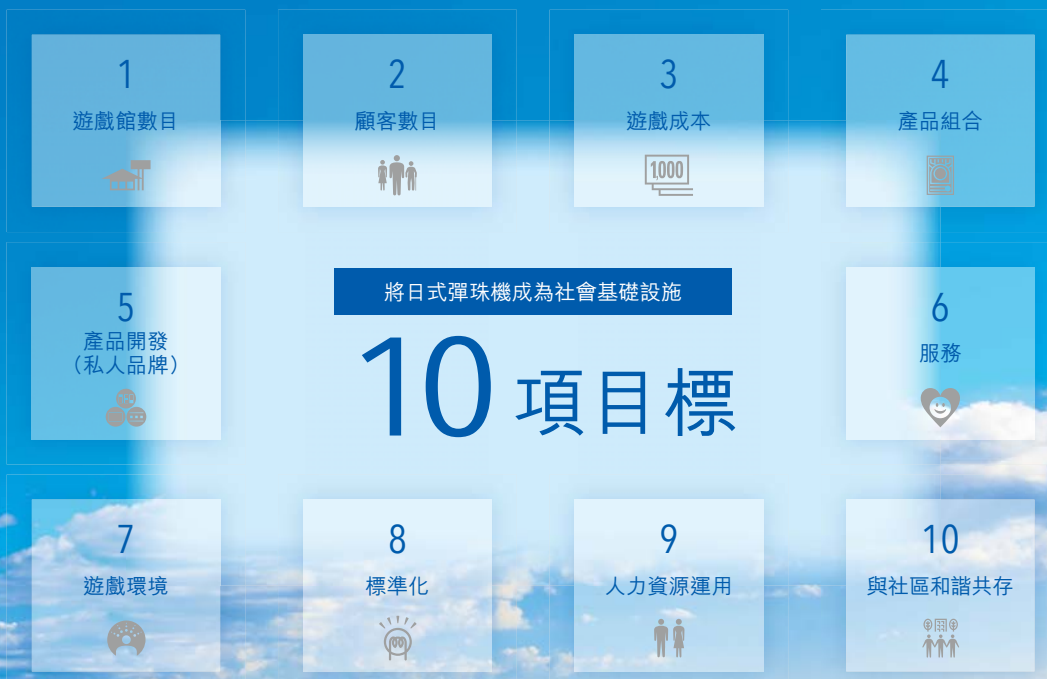 1
遊戲館數目
2
顧客數目
3
遊戲成本
1,000
4
產品組合
將日式彈珠機成為社會基礎設施
10項目標
5
產品開發
（私人品牌）
6
服務
7
遊戲環境
8
標準化
9
人力資源運用
10
與社區和諧共存